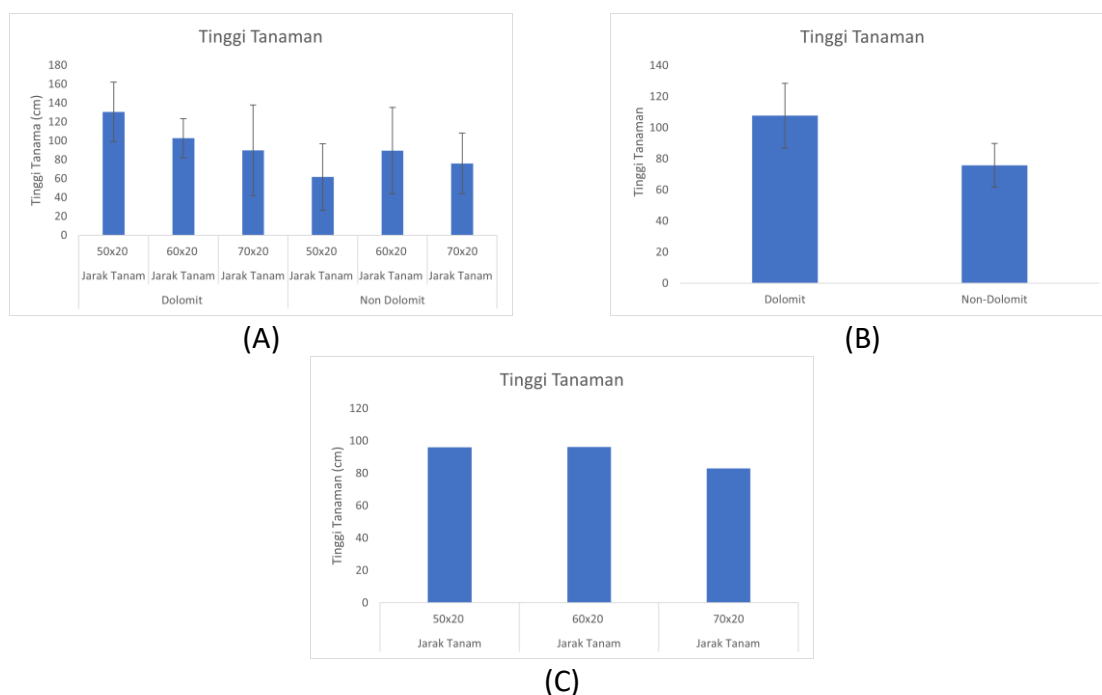 Tinggi Tanaman
Tinggi Tanama (cm)
180
160
140
120
100
80
60
40
20
0
50x20 60x20 70x20 50x20 60x20 70x20
Jarak Tanam Jarak Tanam Jarak Tanam Jarak Tanam Jarak Tanam Jarak Tanam
Dolomit Non Dolomit
(A)
Tinggi Tanaman
Tinggi Tanaman
140
120
100
80
60
40
20
0
Dolomit Non-Dolomit
(B)
Tinggi Tanaman
Tinggi Tanaman (cm)
120
100
80
60
40
20
0
50x20 60x20 70x20
Jarak Tanam Jarak Tanam Jarak Tanam
(C)